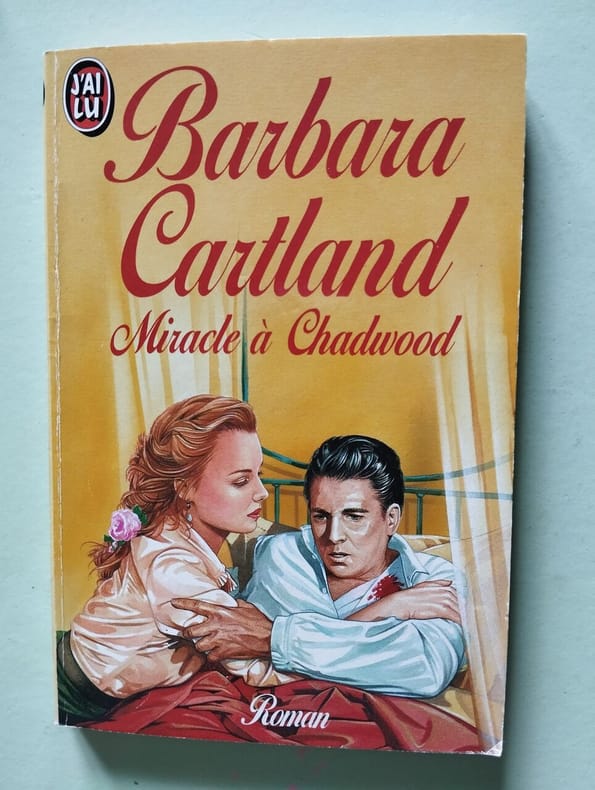 J'AI
LU
Barbara
Cartland
Miracle à Chadwood
Roman